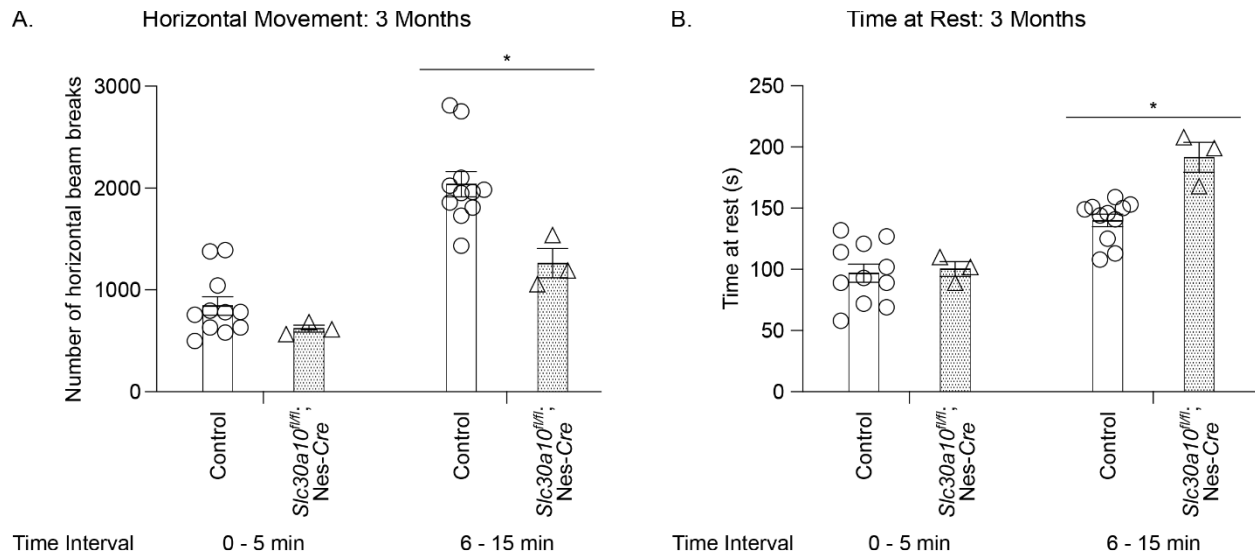 A.
Horizontal Movement: 3 Months
Number of horizontal beam breaks
3000
2000
1000
0
*
Control
Slc30a10fl/fl;
Nes-Cre
Control
Slc30a10fl/fl;
Nes-Cre
Time Interval
0 - 5 min
6 - 15 min
B.
Time at Rest: 3 Months
Time at rest (s)
250
200
150
100
50
0
*
Control
Slc30a10fl/fl;
Nes-Cre
Control
Slc30a10fl/fl;
Nes-Cre
Time Interval
0 - 5 min
6 - 15 min